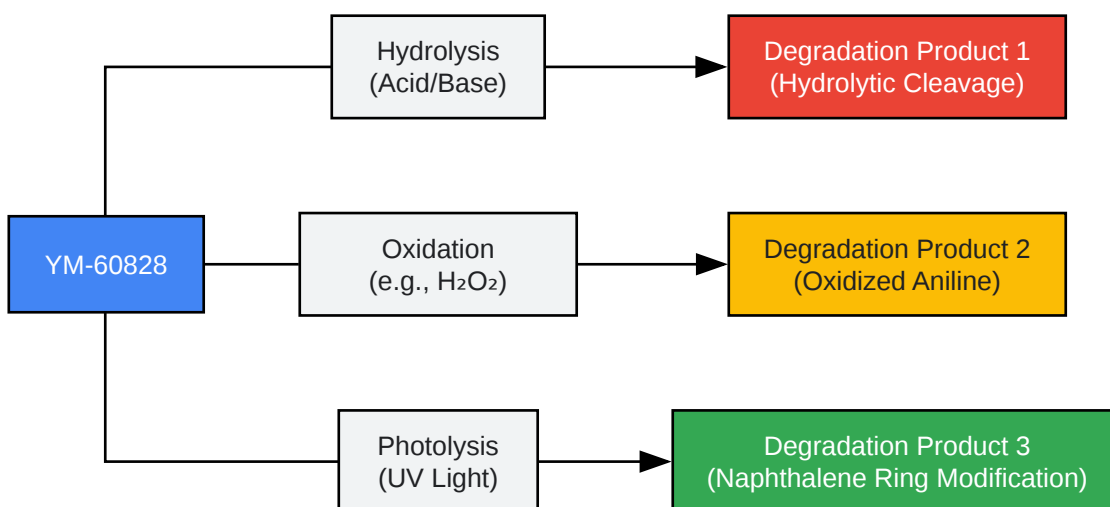 Hydrolysis
(Acid/Base)
Degradation Product 1
(Hydrolytic Cleavage)
YM-60828
Oxidation
(e.g., H₂O₂)
Degradation Product 2
(Oxidized Aniline)
Photolysis
(UV Light)
Degradation Product 3
(Naphthalene Ring Modification)